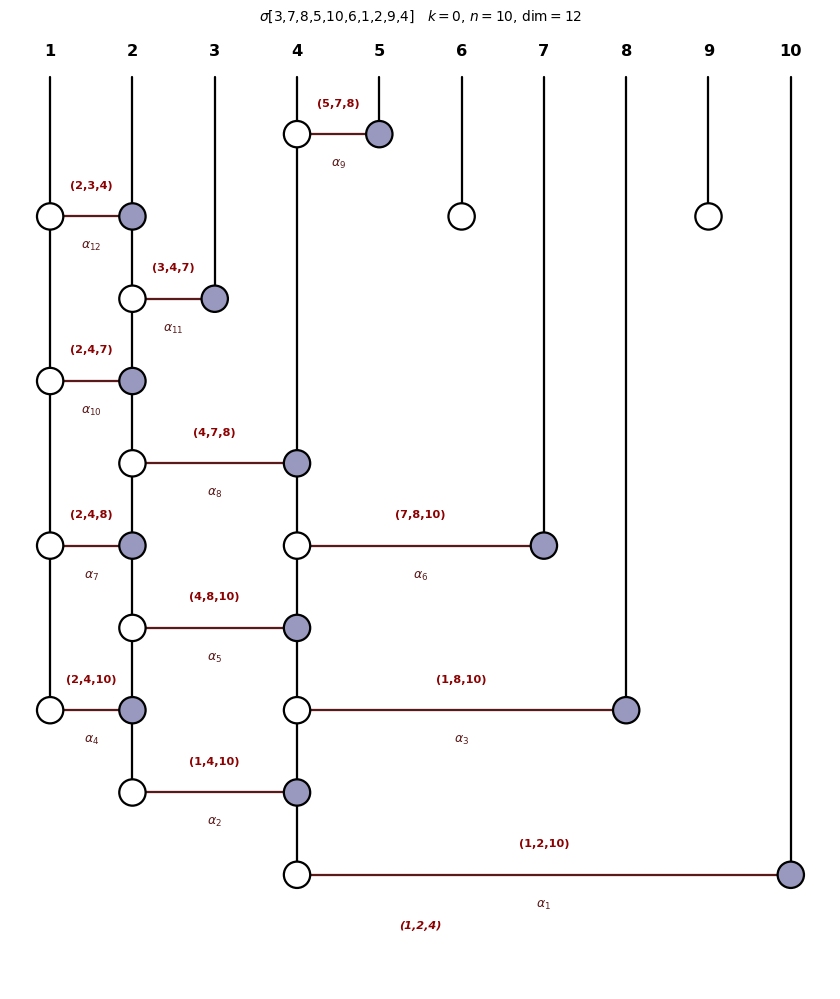 σ[3,7,8,5,10,6,1,2,9,4]   k=0, n=10, dim=12
1 2 3 4 5 6 7 8 9 10
(5,7,8)
α9
(2,3,4)
α12
(3,4,7)
α11
(2,4,7)
α10
(4,7,8)
α8
(2,4,8) (7,8,10)
α7 α6
(4,8,10)
α5
(2,4,10) (1,8,10)
α4 α3
(1,4,10)
α2
(1,2,10)
α1
(1,2,4)